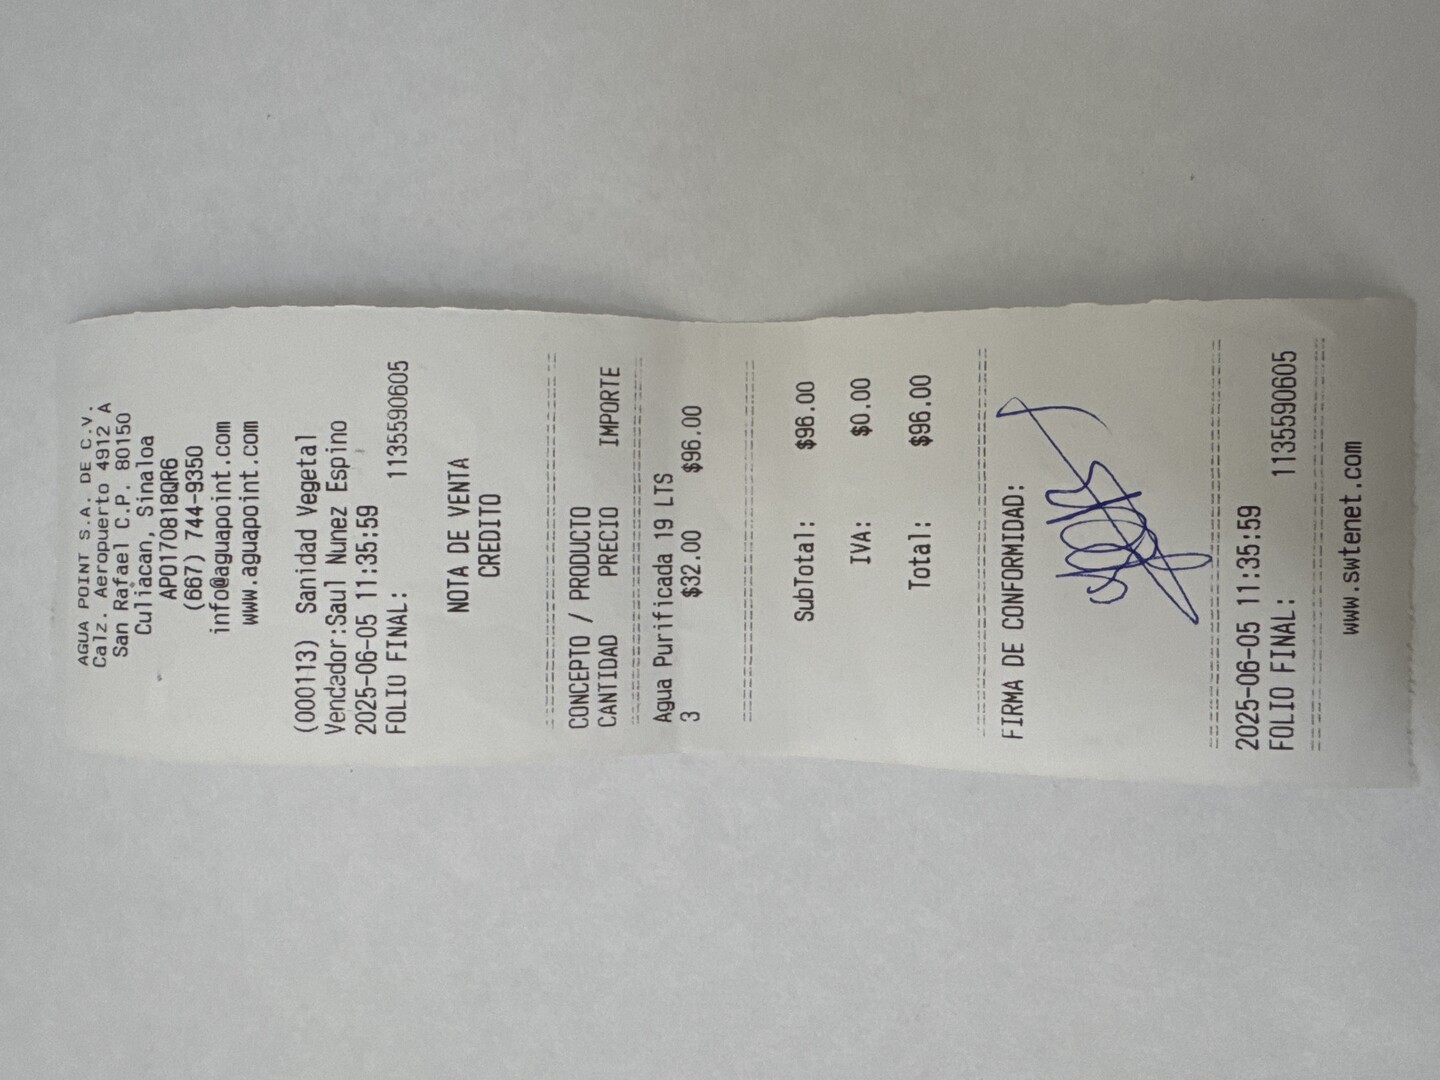 AGUA POINT S.A. DE C.V.
Calz. Aeropuerto 4912 A
San Rafael C.P. 80150
Culiacan, Sinaloa
APO170818QR6
(667) 744-9350
info@aguapoint.com
www.aguapoint.com
(000113) Sanidad Vegetal
Vendador:Saul Nunez Espino
2025-06-05 11:35:59
FOLIO FINAL: 1135590605
NOTA DE VENTA
CREDITO
CONCEPTO / PRODUCTO
CANTIDAD PRECIO IMPORTE
Agua Purificada 19 LTS
3 $32.00 $96.00
SubTotal: $96.00
IVA: $0.00
Total: $96.00
FIRMA DE CONFORMIDAD:
2025-06-05 11:35:59
FOLIO FINAL: 1135590605
www.swtenet.com